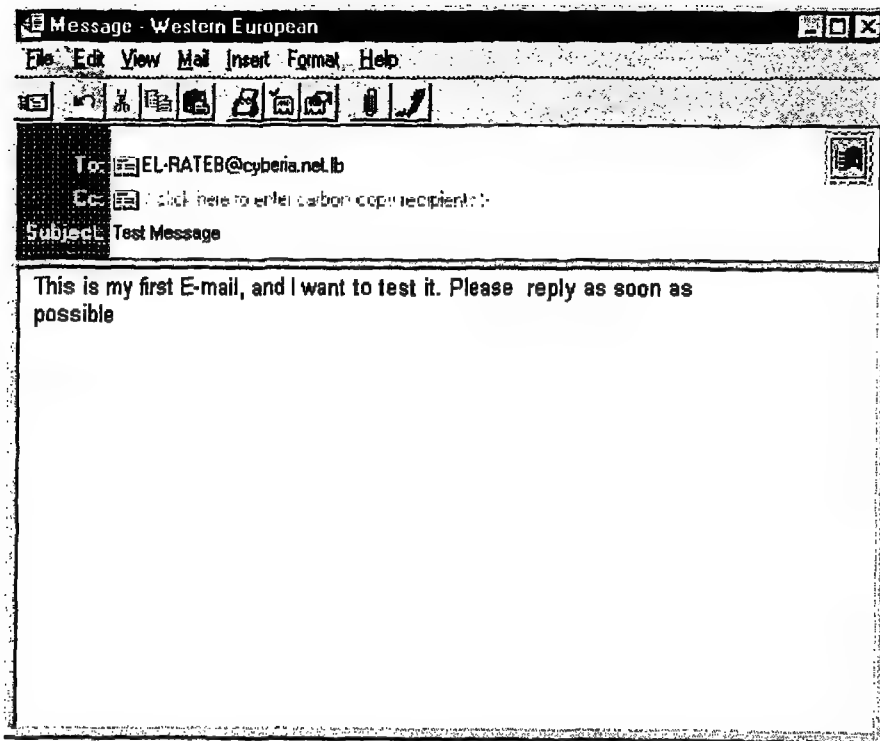 Message - Western European
File Edit View Mail Insert Format Help
To: EL-RATEB@cyberia.net.lb
Cc: < click here to enter carbon copy recipients >
Subject: Test Message
This is my first E-mail, and I want to test it. Please reply as soon as
possible